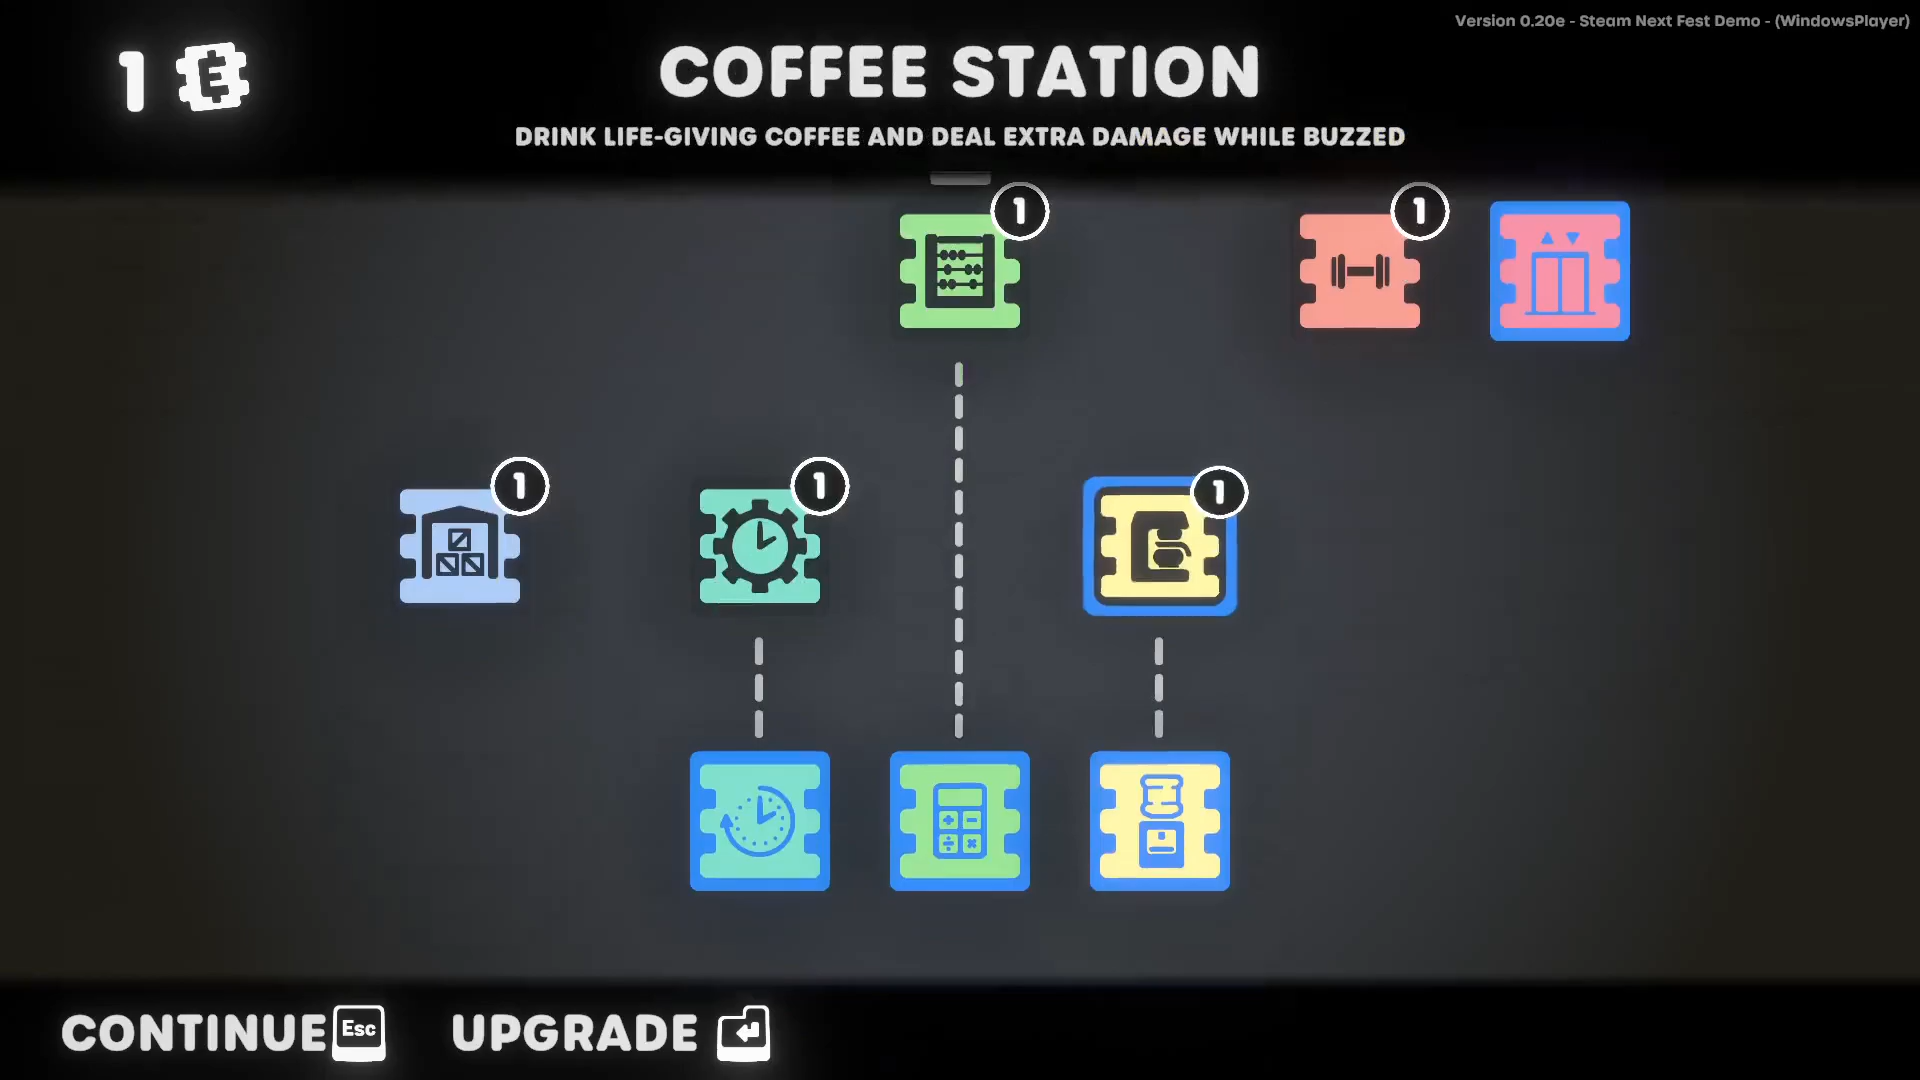 Version 0.20e - Steam Next Fest Demo - (WindowsPlayer)
1 E
COFFEE STATION
DRINK LIFE-GIVING COFFEE AND DEAL EXTRA DAMAGE WHILE BUZZED
1
1
1
1
1
CONTINUE Esc
UPGRADE